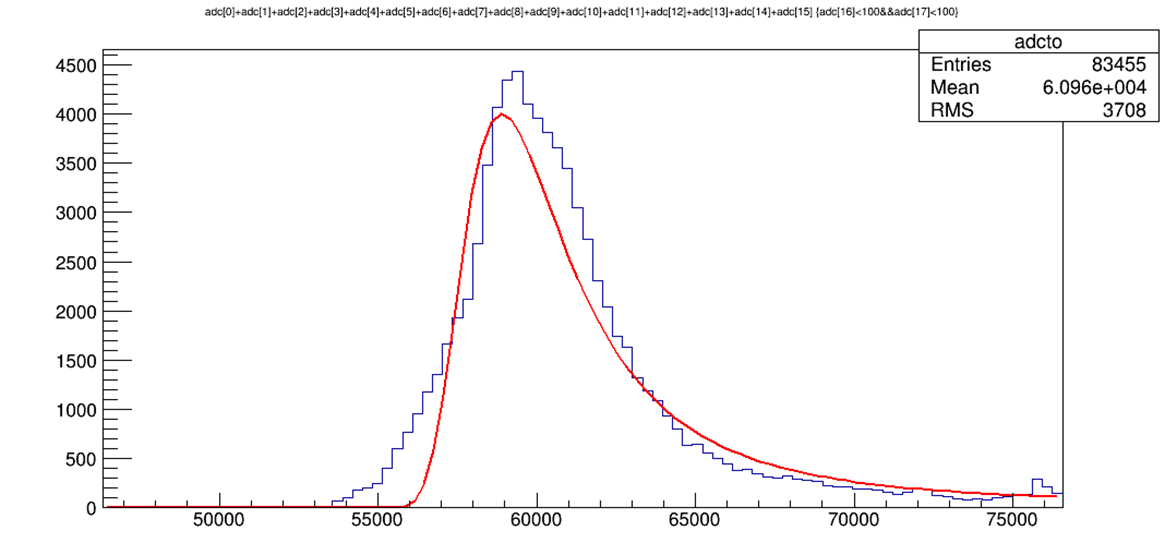 adc[0]+adc[1]+adc[2]+adc[3]+adc[4]+adc[5]+adc[6]+adc[7]+adc[8]+adc[9]+adc[10]+adc[11]+adc[12]+adc[13]+adc[14]+adc[15] {adc[16]<100&&adc[17]<100}
adcto
Entries 83455
Mean 6.096e+004
RMS 3708
4500
4000
3500
3000
2500
2000
1500
1000
500
0
50000 55000 60000 65000 70000 75000